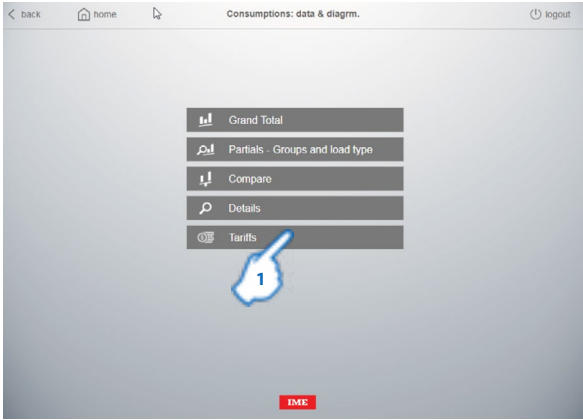 back
home
Consumptions: data & diagrm.
logout
Grand Total
Partials - Groups and load type
Compare
Details
Tariffs
1
IME